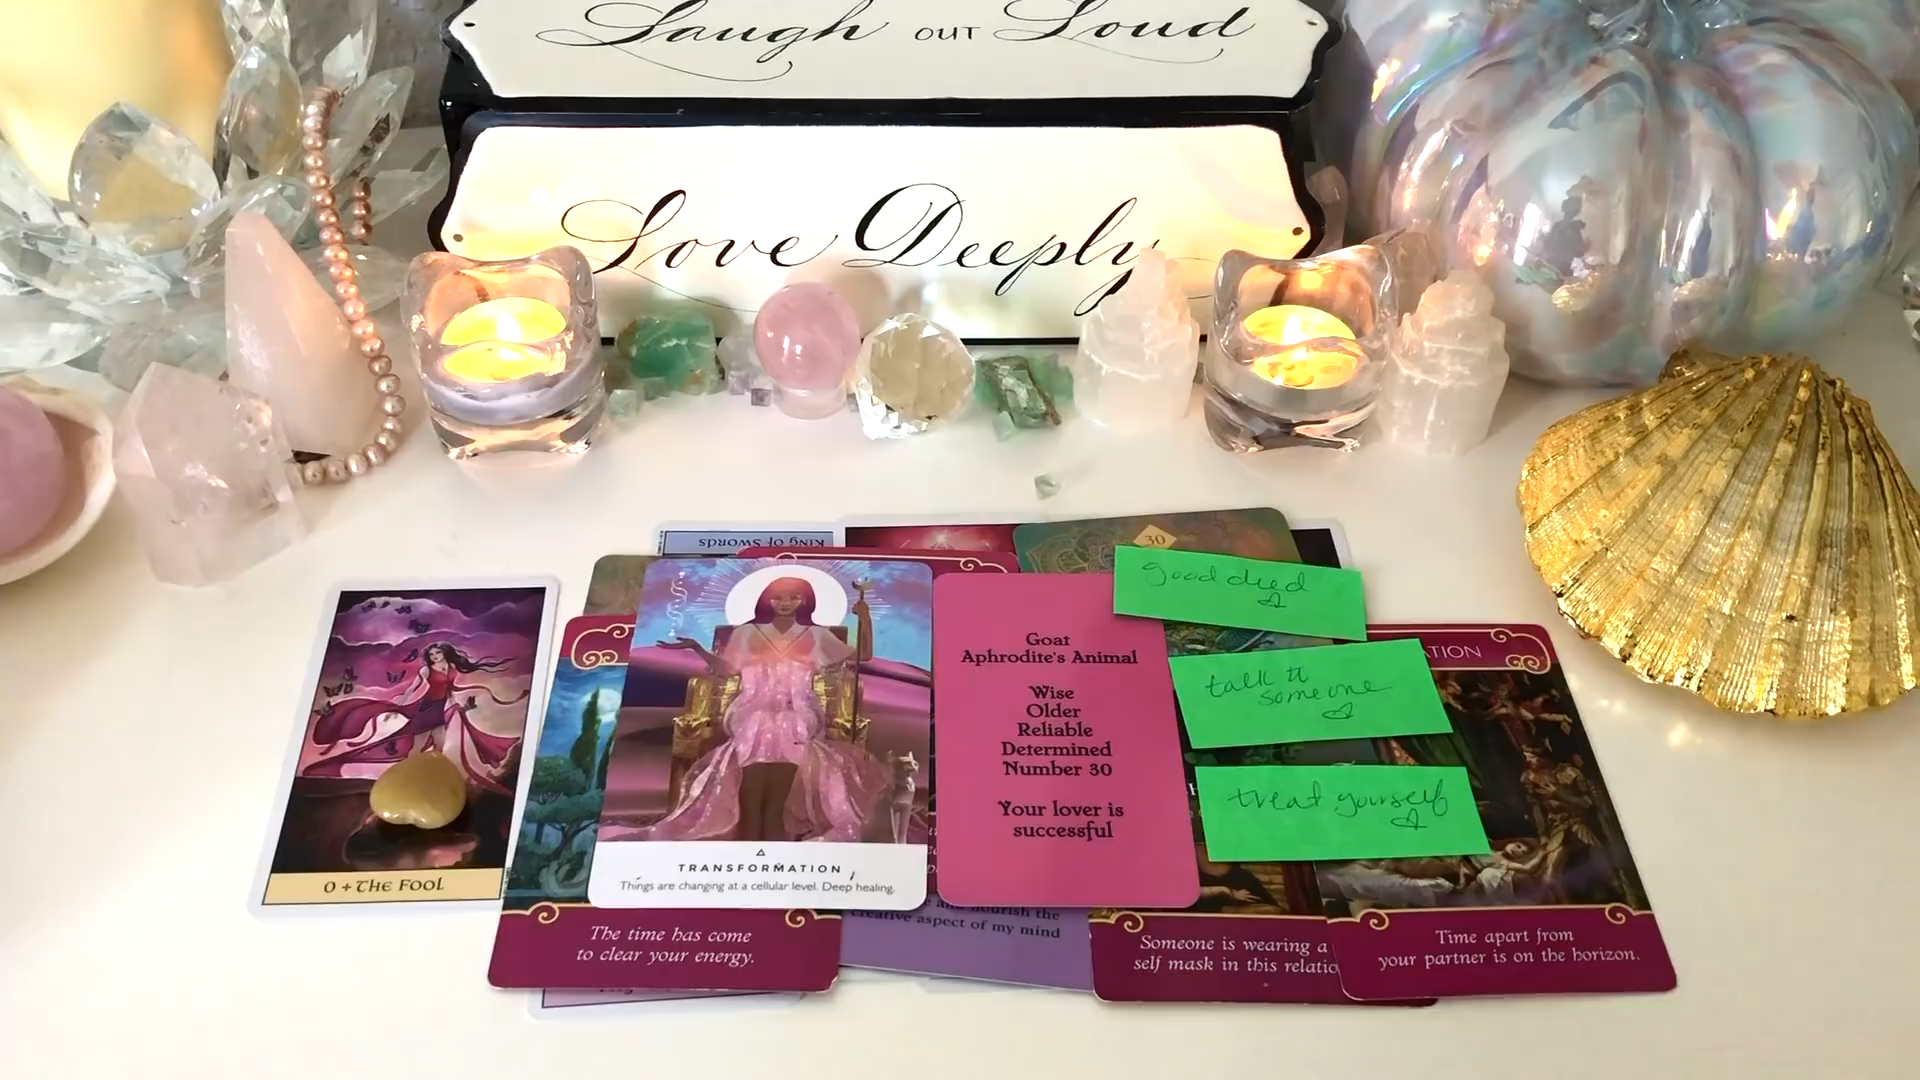 Laugh OUT Loud
Love Deeply
KING OF SWORDS
30
good deed
talk to
someone
treat yourself
Goat
Aphrodite's Animal
Wise
Older
Reliable
Determined
Number 30
Your lover is
successful
0 + THE FOOL
TRANSFORMATION
Things are changing at a cellular level. Deep healing.
The time has come
to clear your energy.
and nourish the
creative aspect of my mind
Someone is wearing a
self mask in this
Time apart from
your partner is on the horizon.